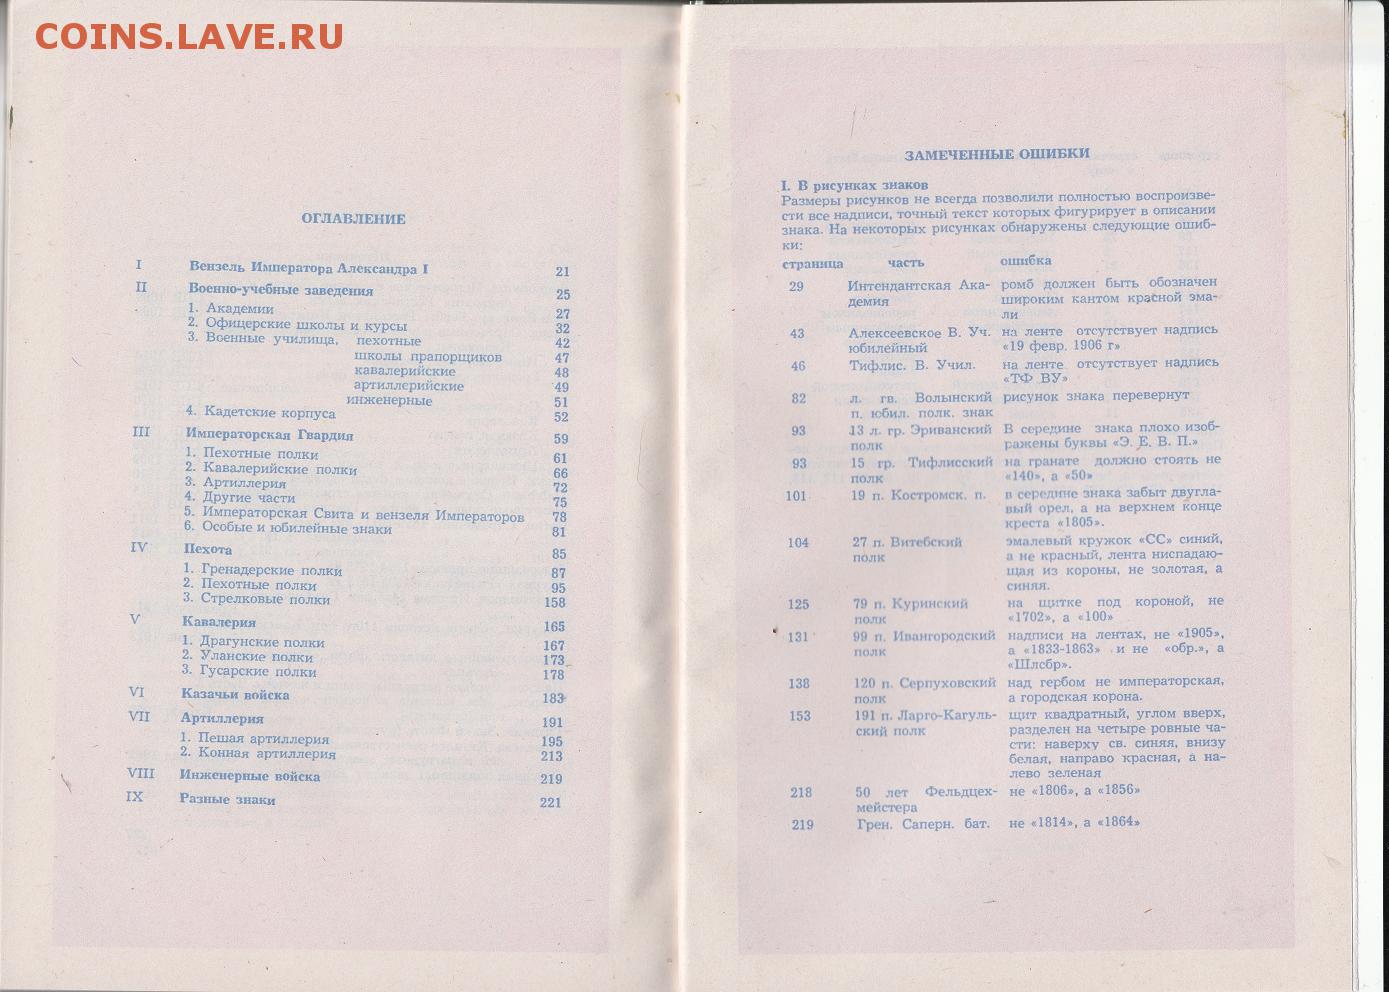 COINS.LAVE.RU
ОГЛАВЛЕНИЕ
I Вензель Императора Александра I 21
II Военно-учебные заведения 25
1. Академии 27
2. Офицерские школы и курсы 32
3. Военные училища, пехотные 42
школы прапорщиков 47
кавалерийские 48
артиллерийские 49
инженерные 51
4. Кадетские корпуса 52
III Императорская Гвардия 59
1. Пехотные полки 61
2. Кавалерийские полки 66
3. Артиллерия 72
4. Другие части 75
5. Императорская Свита и вензеля Императоров 78
6. Особые и юбилейные знаки 81
IV Пехота 85
1. Гренадерские полки 87
2. Пехотные полки 95
3. Стрелковые полки 158
V Кавалерия 165
1. Драгунские полки 167
2. Уланские полки 173
3. Гусарские полки 178
VI Казачьи войска 183
VII Артиллерия 191
1. Пешая артиллерия 195
2. Конная артиллерия 213
VIII Инженерные войска 219
IX Разные знаки 221
ЗАМЕЧЕННЫЕ ОШИБКИ
I. В рисунках знаков
Размеры рисунков не всегда позволили полностью воспроизве-
сти все надписи, точный текст которых фигурирует в описании
знака. На некоторых рисунках обнаружены следующие ошиб-
ки:
страница часть ошибка
29 Интендантская Ака- ромб должен быть обозначен
демия широким кантом красной эма-
ли
43 Алексеевское В. Уч. на ленте отсутствует надпись
юбилейный «19 февр. 1906 г»
46 Тифлис. В. Учил. на ленте отсутствует надпись
«ТФ ВУ»
82 л. гв. Волынский рисунок знака перевернут
п. юбил. полк. знак
93 13 л. гр. Эриванский В середине знака плохо изоб-
полк ражены буквы «Э. Е. В. П.»
93 15 гр. Тифлисский на гранате должно стоять не
полк «140», а «50»
101 19 п. Костромск. п. в середине знака забыт двугла-
вый орел, а на верхнем конце
креста «1805».
104 27 п. Витебский эмалевый кружок «СС» синий,
полк а не красный, лента ниспадаю-
щая из короны, не золотая, а
синяя.
125 79 п. Куринский на щитке под короной, не
полк «1702», а «100»
131 99 п. Ивангородский надписи на лентах, не «1905»,
полк а «1833-1863» и не «обр.», а
«Шлсбр».
138 120 п. Серпуховский над гербом не императорская,
полк а городская корона.
153 191 п. Ларго-Кагуль- щит квадратный, углом вверх,
ский полк разделен на четыре ровные ча-
сти: наверху св. синяя, внизу
белая, направо красная, а на-
лево зеленая
218 50 лет Фельдцех- не «1806», а «1856»
мейстера
219 Грен. Саперн. бат. не «1814», а «1864»